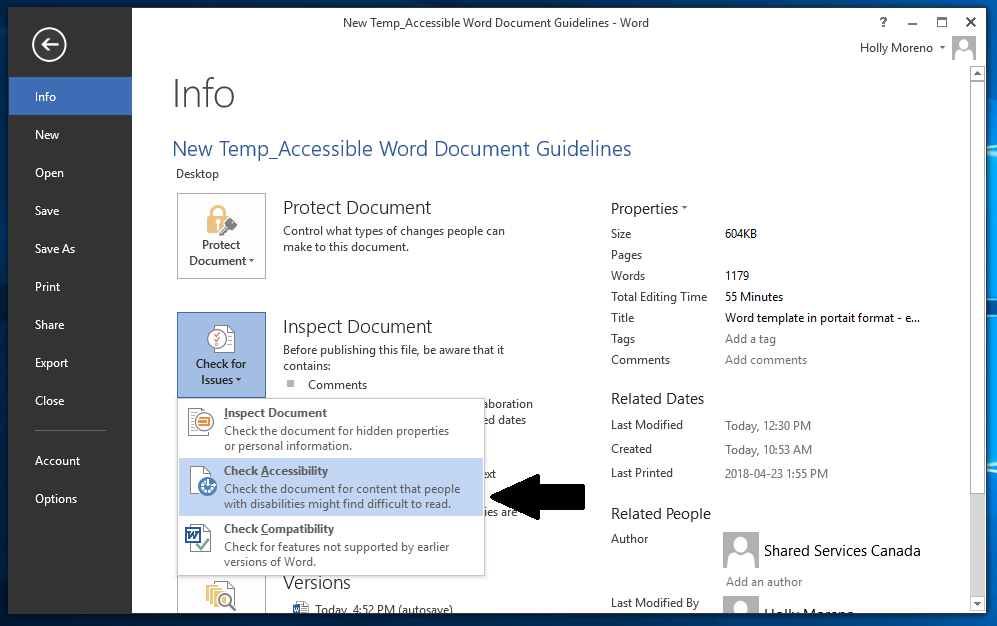 New Temp_Accessible Word Document Guidelines - Word
?
Holly Moreno
Info
New
Open
Save
Save As
Print
Share
Export
Close
Account
Options
Info
New Temp_Accessible Word Document Guidelines
Desktop
Protect
Document
Protect Document
Control what types of changes people can
make to this document.
Check for
Issues
Inspect Document
Before publishing this file, be aware that it
contains:
Comments
ed dates
Inspect Document
Check the document for hidden properties
or personal information.
Check Accessibility
Check the document for content that people
with disabilities might find difficult to read.
Check Compatibility
Check for features not supported by earlier
versions of Word.
are
Versions
Today, 4:52 PM (autosave)
Properties
Size 604KB
Pages
Words 1179
Total Editing Time 55 Minutes
Title Word template in portait format - e...
Tags Add a tag
Comments Add comments
Related Dates
Last Modified Today, 12:30 PM
Created Today, 10:53 AM
Last Printed 2018-04-23 1:55 PM
Related People
Author Shared Services Canada
Add an author
Last Modified By Holly Moreno